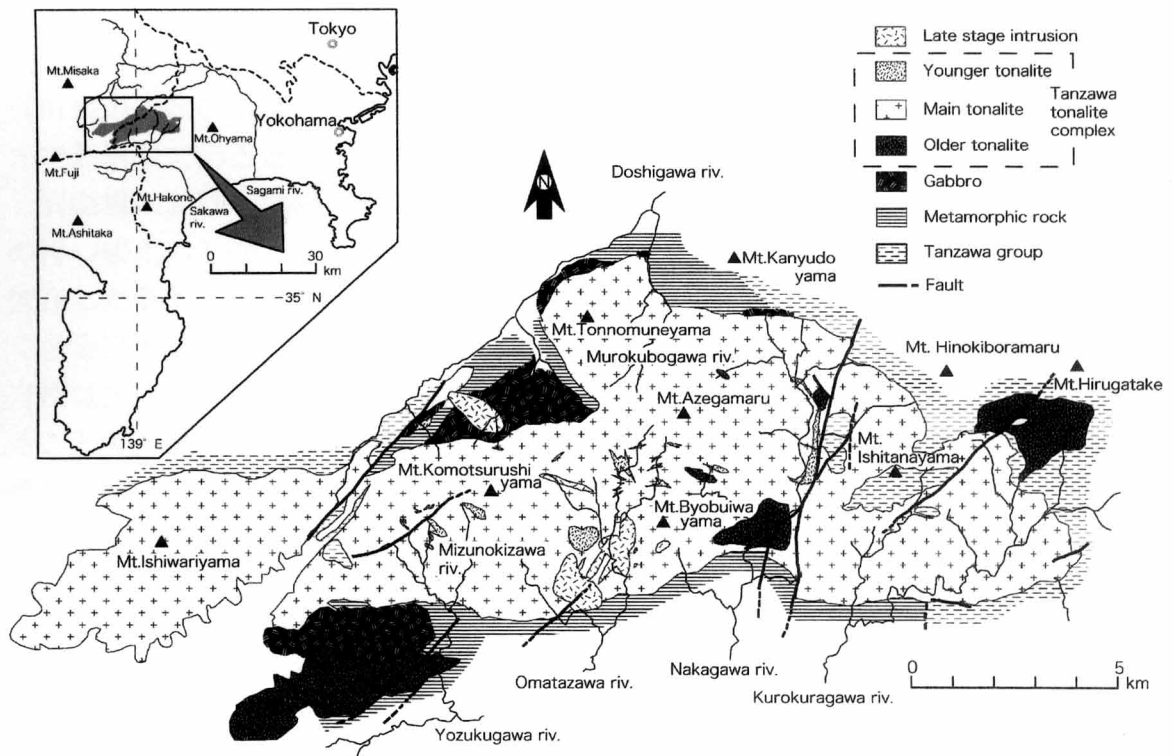 Tokyo
Mt.Misaka
Yokohama
Mt.Ohyama
Mt.Fuji
Mt.Hakone
Sagami riv.
Sakawa
riv.
Mt.Ashitaka
0 30
km
35° N
139° E
Late stage intrusion
Younger tonalite
Main tonalite
Older tonalite
Tanzawa
tonalite
complex
Gabbro
Metamorphic rock
Tanzawa group
Fault
N
Doshigawa riv.
Mt.Kanyudo
yama
Mt.Tonnomuneyama
Murokubogawa riv.
Mt. Hinokiboramaru
Mt.Hirugatake
Mt.Azegamaru
Mt.
Ishitanayama
Mt.Komotsurushi
yama
Mt.Byobuiwa
yama
Mizunokizawa
riv.
Mt.Ishiwariyama
Nakagawa riv.
Omatazawa riv.
Kurokuragawa riv.
Yozukugawa riv.
0 5
km